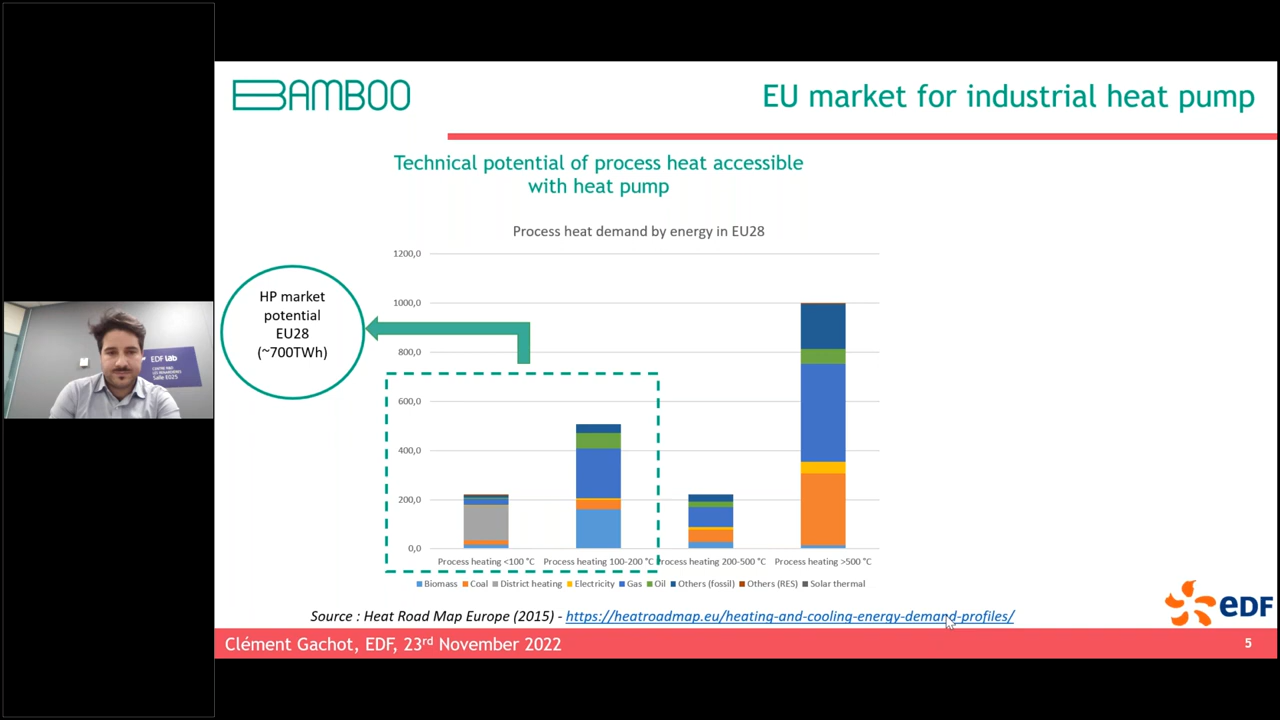 BAMBOO
EU market for industrial heat pump
Technical potential of process heat accessible
with heat pump
Process heat demand by energy in EU28
1200,0
1000,0
800,0
600,0
400,0
200,0
0,0
HP market
potential
EU28
(~700TWh)
Process heating <100 °C
Process heating 100-200 °C
Process heating 200-500 °C
Process heating >500 °C
Biomass Coal District heating Electricity Gas Oil Others (fossil) Others (RES) Solar thermal
EDF Lab
Salle E025
Source : Heat Road Map Europe (2015) - https://heatroadmap.eu/heating-and-cooling-energy-demand-profiles/
eDF
Clément Gachot, EDF, 23rd November 2022
5